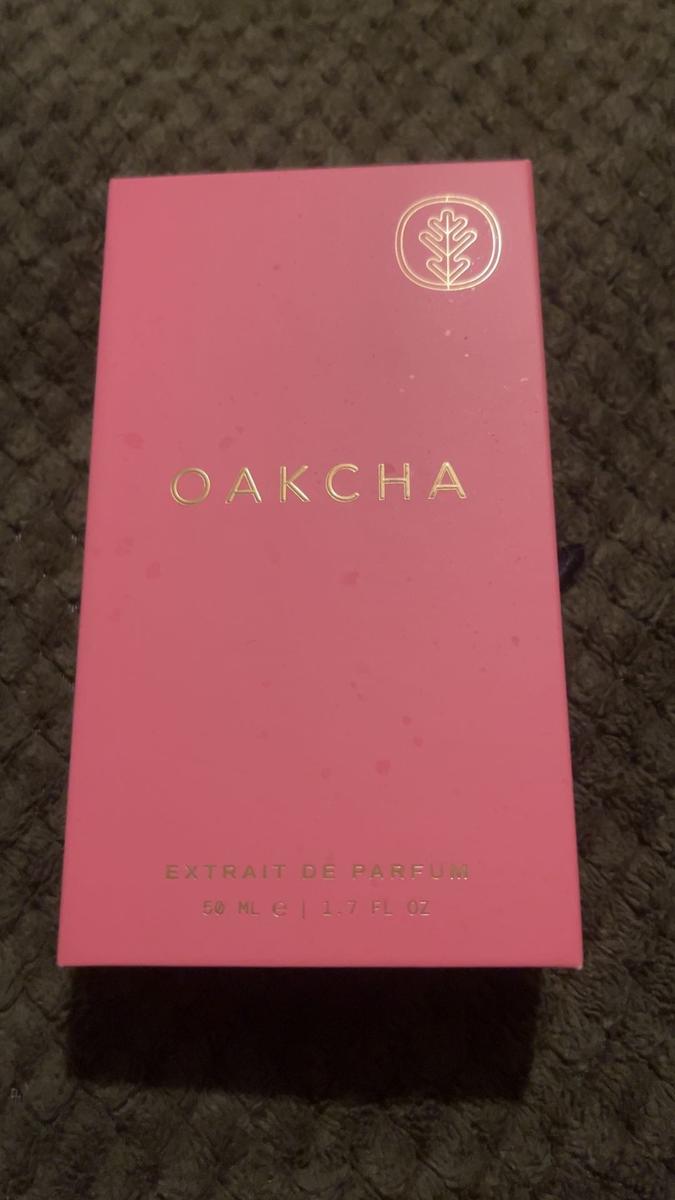 OAKCHA
EXTRAIT DE PARFUM
50 ML ℮ | 1.7 FL OZ